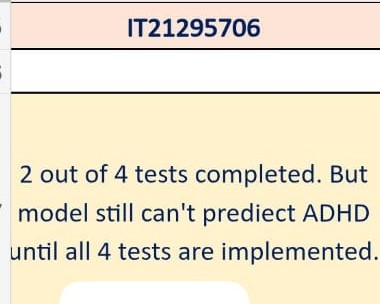 IT21295706
2 out of 4 tests completed. But
model still can't prediect ADHD
until all 4 tests are implemented.